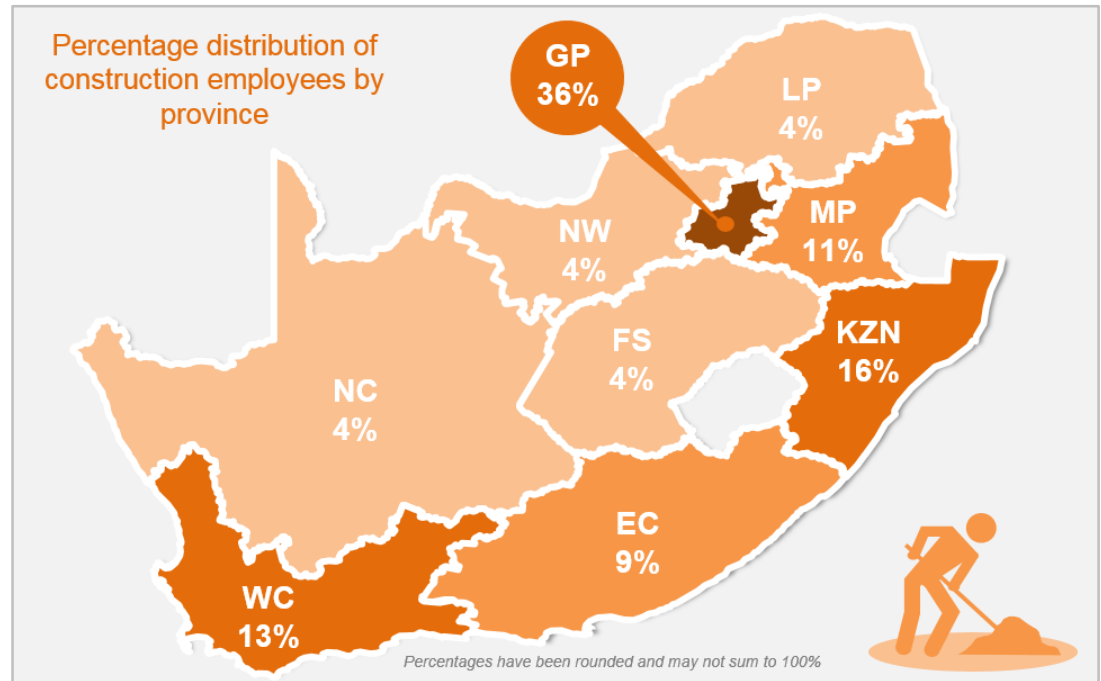 Percentage distribution of
construction employees by
province
GP
36%
LP
4%
MP
11%
NW
4%
KZN
16%
FS
4%
NC
4%
EC
9%
WC
13%
Percentages have been rounded and may not sum to 100%